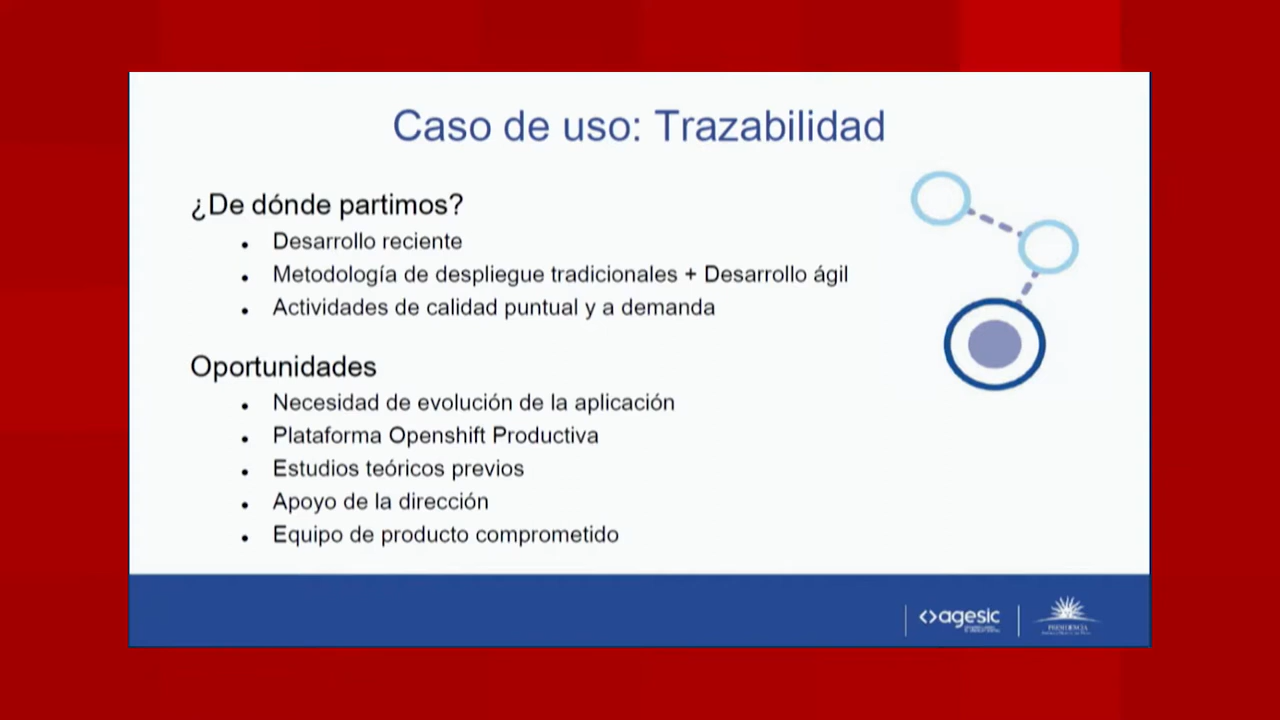 Caso de uso: Trazabilidad
¿De dónde partimos?
• Desarrollo reciente
• Metodología de despliegue tradicionales + Desarrollo ágil
• Actividades de calidad puntual y a demanda
Oportunidades
• Necesidad de evolución de la aplicación
• Plataforma Openshift Productiva
• Estudios teóricos previos
• Apoyo de la dirección
• Equipo de producto comprometido
agesic
PRESIDENCIA